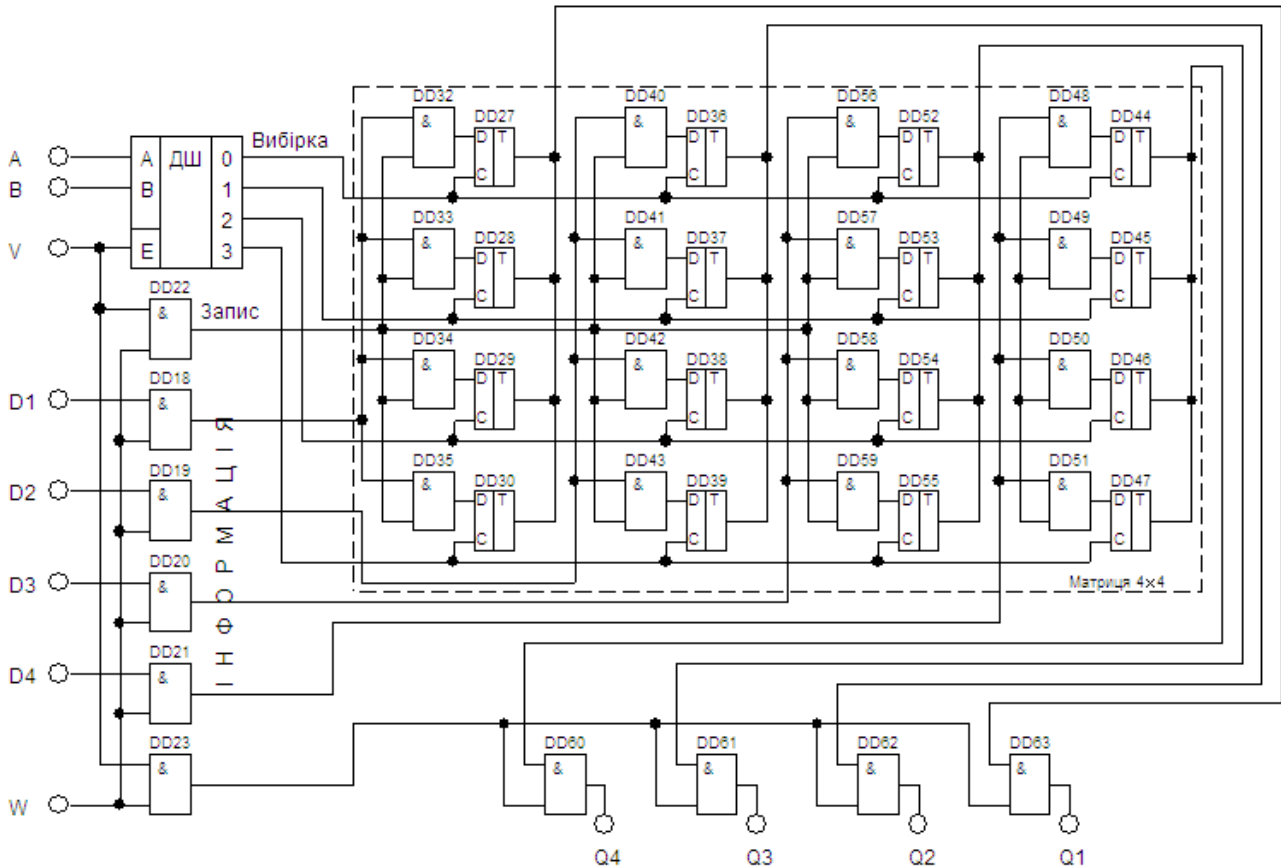 DD32 DD40 DD56 DD48
& DD27 & DD36 & DD52 & DD44
D T D T D T D T
C C C C
A A ДШ 0 Вибірка
B B 1
2
V E 3
DD33 DD41 DD57 DD49
& DD28 & DD37 & DD53 & DD45
D T D T D T D T
C C C C
DD22
& Запис
DD34 DD42 DD58 DD50
& DD29 & DD38 & DD54 & DD46
D T D T D T D T
C C C C
DD18
D1 &
DD35 DD43 DD59 DD51
& DD30 & DD39 & DD55 & DD47
D T D T D T D T
C C C C
DD19
D2 &
ІНФОРМАЦІЯ
DD20
D3 &
Матриця 4×4
DD21
D4 &
DD23
&
W
DD60 DD61 DD62 DD63
& & & &
Q4 Q3 Q2 Q1